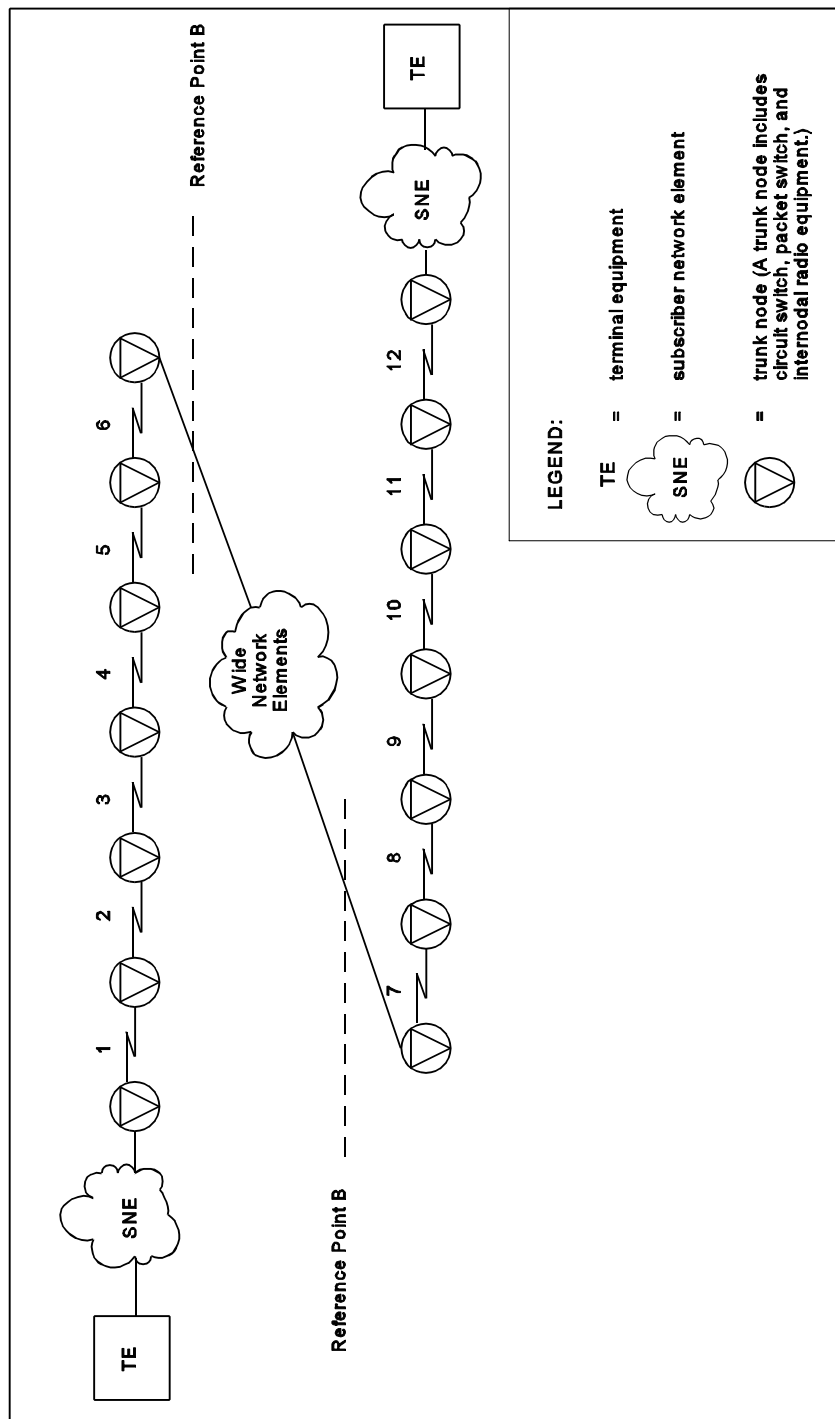 TE
SNE
1
2
3
4
5
6
Reference Point B
Wide
Network
Elements
Reference Point B
7
8
9
10
11
12
SNE
TE
LEGEND:
TE = terminal equipment
SNE = subscriber network element
= trunk node (A trunk node includes
circuit switch, packet switch, and
internodal radio equipment.)